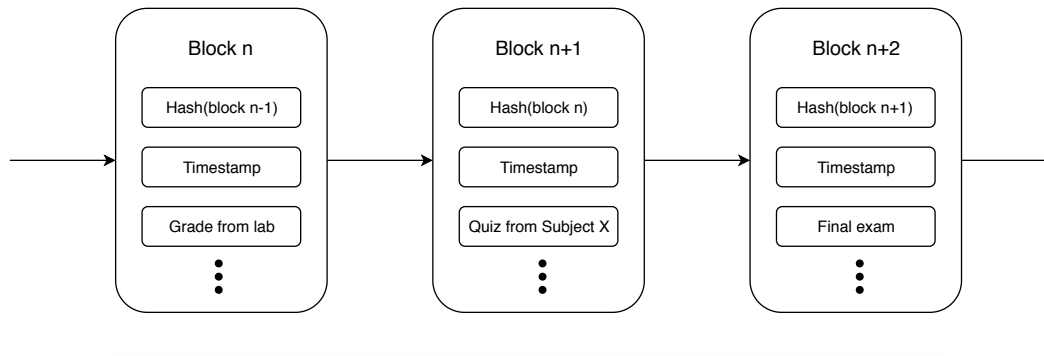 Block n
Hash(block n-1)
Timestamp
Grade from lab
Block n+1
Hash(block n)
Timestamp
Quiz from Subject X
Block n+2
Hash(block n+1)
Timestamp
Final exam